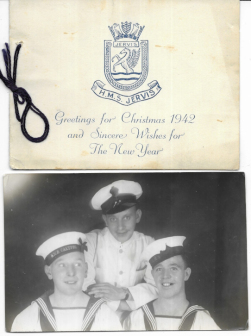 JERVIS
H.M.S. JERVIS
Greetings for Christmas 1942
and Sincere Wishes for
The New Year